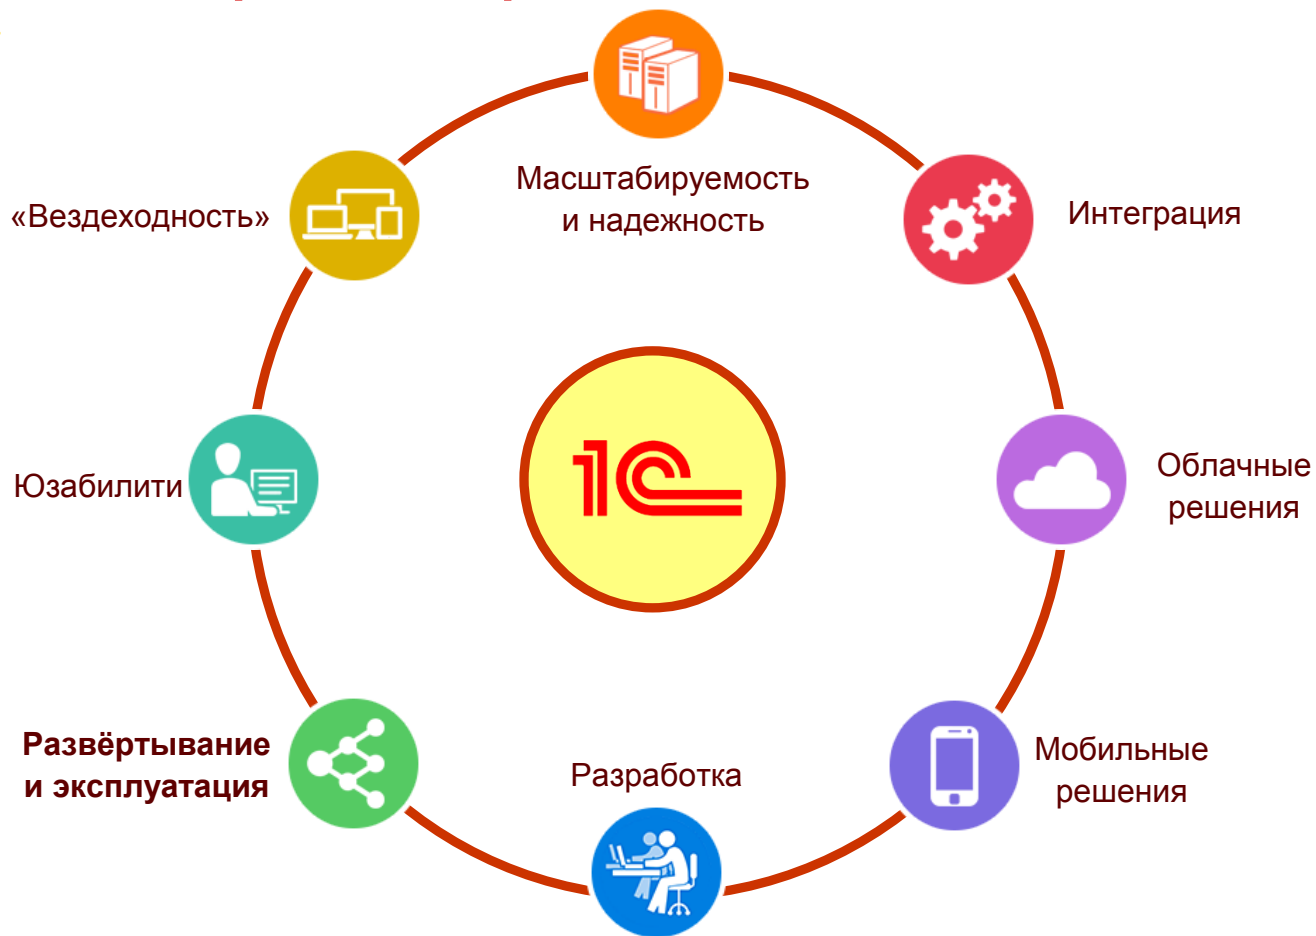 Масштабируемость
и надежность
«Вездеходность»
Интеграция
1С
Юзабилити
Облачные
решения
Развёртывание
и эксплуатация
Разработка
Мобильные
решения